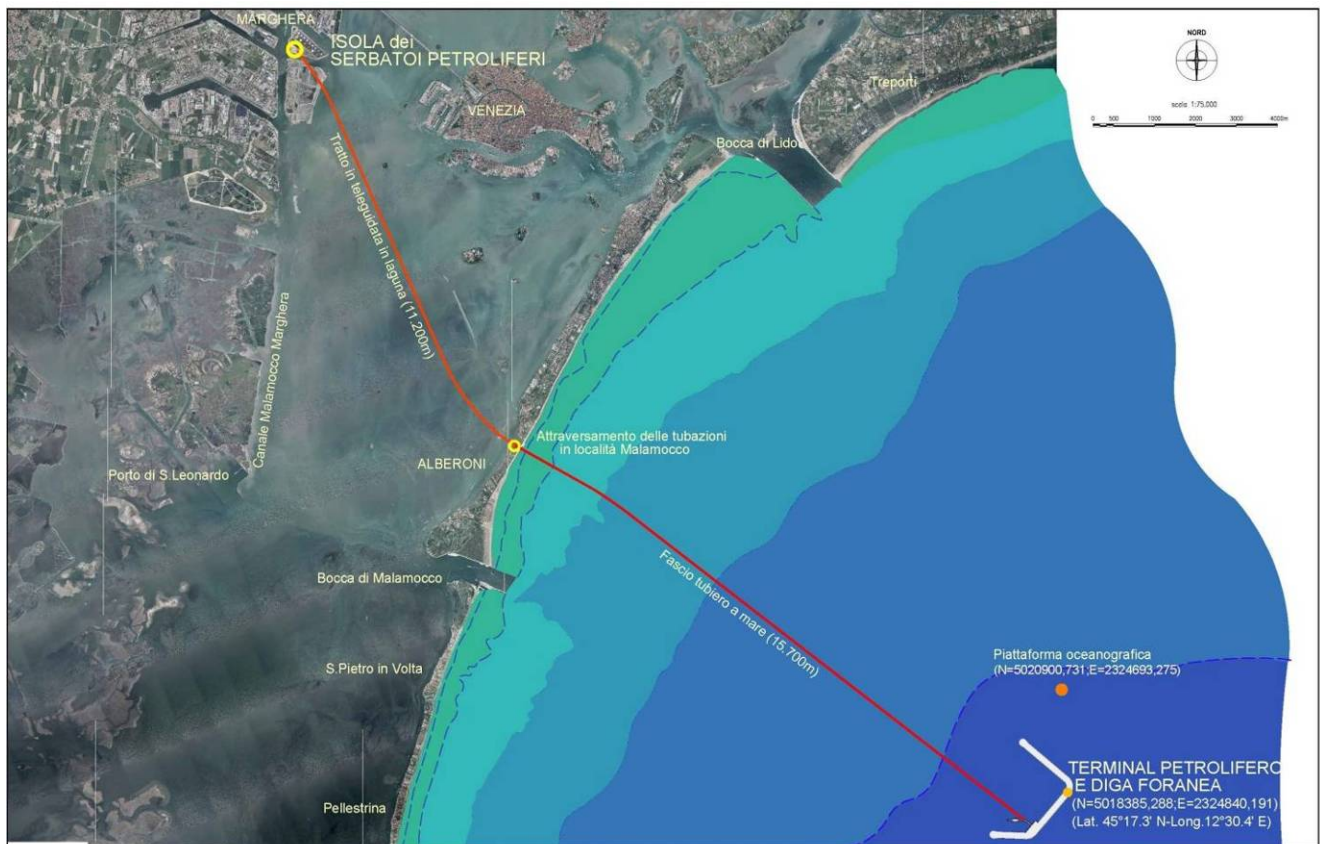 MARGHERA
ISOLA dei
SERBATOI PETROLIFERI
NORD
scala 1:75.000
0 500 1000 2000 3000 4000m
Treporti
VENEZIA
Bocca di Lido
Tratto in teleguidata in laguna (11.200m)
Canale Malamocco Marghera
Attraversamento delle tubazioni
in località Malamocco
ALBERONI
Porto di S.Leonardo
Bocca di Malamocco
Fascio tubiero a mare (15.700m)
S.Pietro in Volta
Piattaforma oceanografica
(N=5020900,731;E=2324693,275)
TERMINAL PETROLIFERO
E DIGA FORANEA
(N=5018385,288;E=2324840,191)
(Lat. 45°17.3' N-Long.12°30.4' E)
Pellestrina